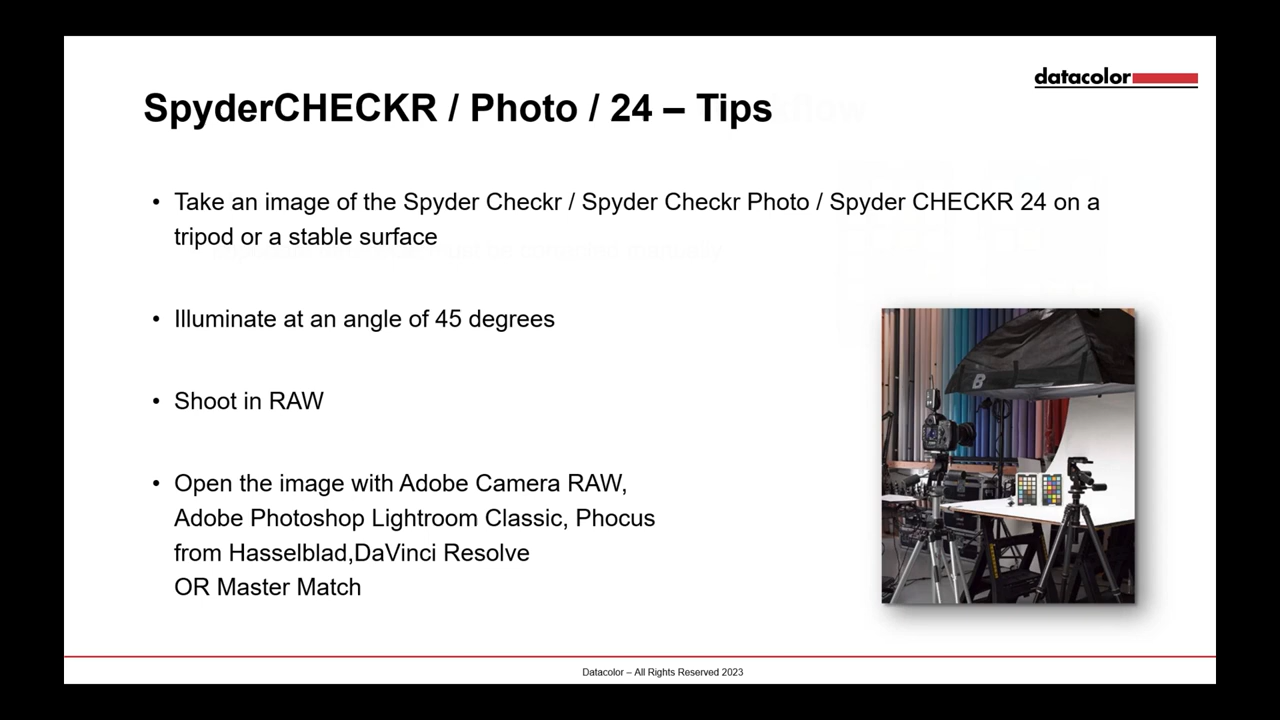 datacolor
SpyderCHECKR / Photo / 24 – Tips
• Take an image of the Spyder Checkr / Spyder Checkr Photo / Spyder CHECKR 24 on a
tripod or a stable surface
• Illuminate at an angle of 45 degrees
• Shoot in RAW
• Open the image with Adobe Camera RAW,
Adobe Photoshop Lightroom Classic, Phocus
from Hasselblad,DaVinci Resolve
OR Master Match
B
Datacolor – All Rights Reserved 2023